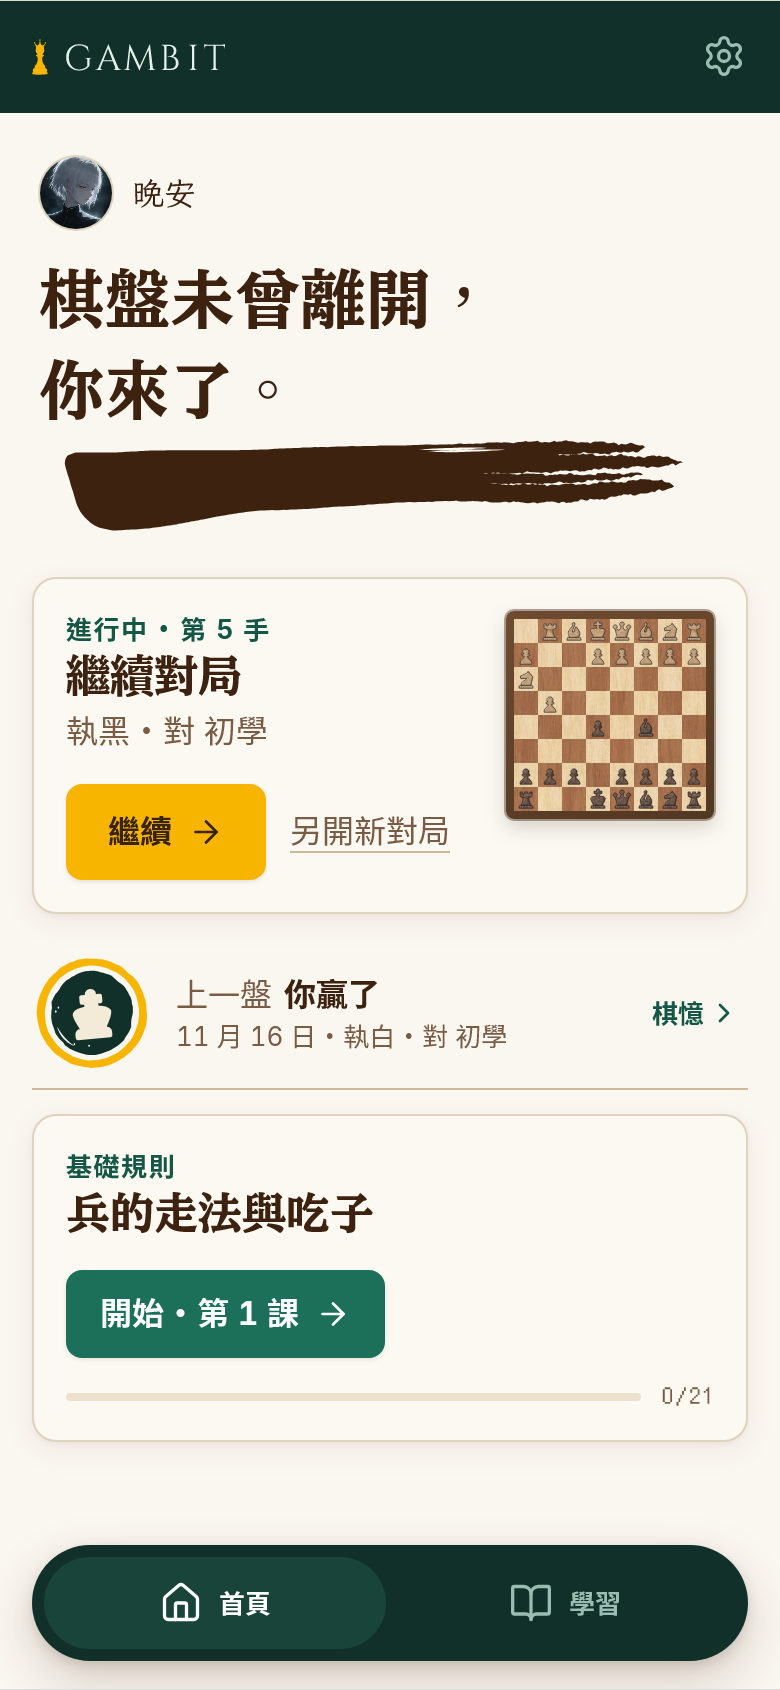 GAMBIT
晚安
棋盤未曾離開，
你來了。
進行中・第 5 手
繼續對局
執黑・對 初學
繼續 →
另開新對局
上一盤 你贏了
11 月 16 日・執白・對 初學
棋憶 >
基礎規則
兵的走法與吃子
開始・第 1 課 →
0/21
首頁
學習